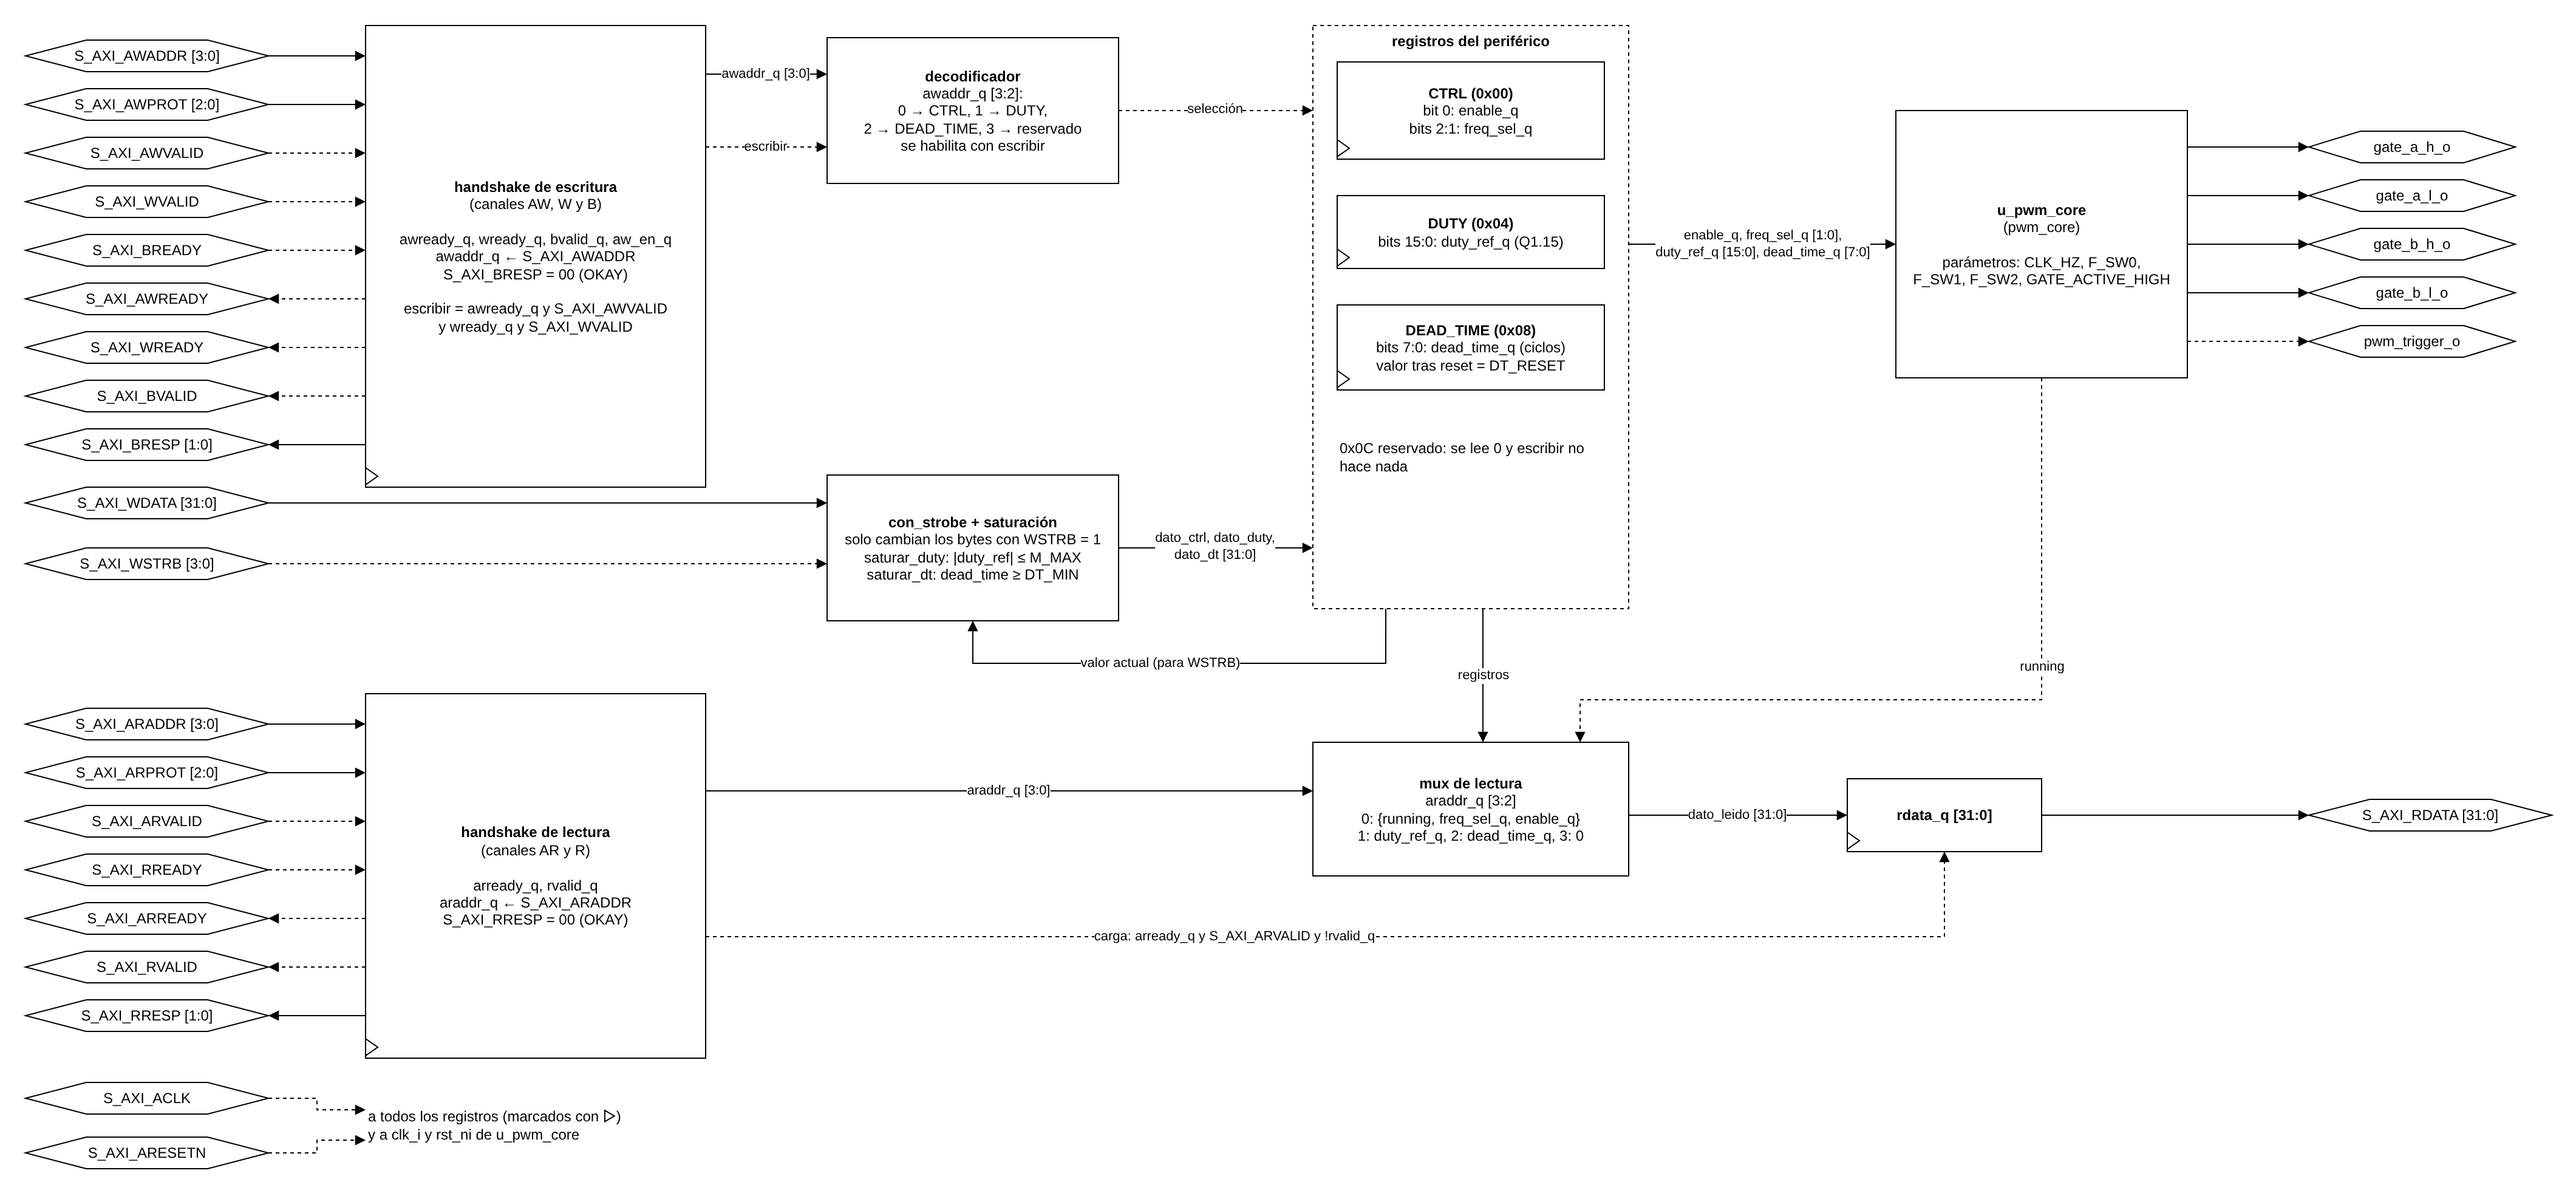 S_AXI_AWADDR [3:0]
S_AXI_AWPROT [2:0]
S_AXI_AWVALID
S_AXI_WVALID
S_AXI_BREADY
S_AXI_AWREADY
S_AXI_WREADY
S_AXI_BVALID
S_AXI_BRESP [1:0]
S_AXI_WDATA [31:0]
S_AXI_WSTRB [3:0]
handshake de escritura
(canales AW, W y B)
awready_q, wready_q, bvalid_q, aw_en_q
awaddr_q ← S_AXI_AWADDR
S_AXI_BRESP = 00 (OKAY)
escribir = awready_q y S_AXI_AWVALID
y wready_q y S_AXI_WVALID
awaddr_q [3:0]
escribir
decodificador
awaddr_q [3:2]:
0 → CTRL, 1 → DUTY,
2 → DEAD_TIME, 3 → reservado
se habilita con escribir
selección
con_strobe + saturación
solo cambian los bytes con WSTRB = 1
saturar_duty: |duty_ref| ≤ M_MAX
saturar_dt: dead_time ≥ DT_MIN
dato_ctrl, dato_duty,
dato_dt [31:0]
valor actual (para WSTRB)
registros del periférico
CTRL (0x00)
bit 0: enable_q
bits 2:1: freq_sel_q
DUTY (0x04)
bits 15:0: duty_ref_q (Q1.15)
DEAD_TIME (0x08)
bits 7:0: dead_time_q (ciclos)
valor tras reset = DT_RESET
0x0C reservado: se lee 0 y escribir no
hace nada
enable_q, freq_sel_q [1:0],
duty_ref_q [15:0], dead_time_q [7:0]
u_pwm_core
(pwm_core)
parámetros: CLK_HZ, F_SW0,
F_SW1, F_SW2, GATE_ACTIVE_HIGH
gate_a_h_o
gate_a_l_o
gate_b_h_o
gate_b_l_o
pwm_trigger_o
registros
running
S_AXI_ARADDR [3:0]
S_AXI_ARPROT [2:0]
S_AXI_ARVALID
S_AXI_RREADY
S_AXI_ARREADY
S_AXI_RVALID
S_AXI_RRESP [1:0]
handshake de lectura
(canales AR y R)
arready_q, rvalid_q
araddr_q ← S_AXI_ARADDR
S_AXI_RRESP = 00 (OKAY)
araddr_q [3:0]
mux de lectura
araddr_q [3:2]
0: {running, freq_sel_q, enable_q}
1: duty_ref_q, 2: dead_time_q, 3: 0
dato_leido [31:0]
rdata_q [31:0]
S_AXI_RDATA [31:0]
carga: arready_q y S_AXI_ARVALID y !rvalid_q
S_AXI_ACLK
S_AXI_ARESETN
a todos los registros (marcados con ▷)
y a clk_i y rst_ni de u_pwm_core